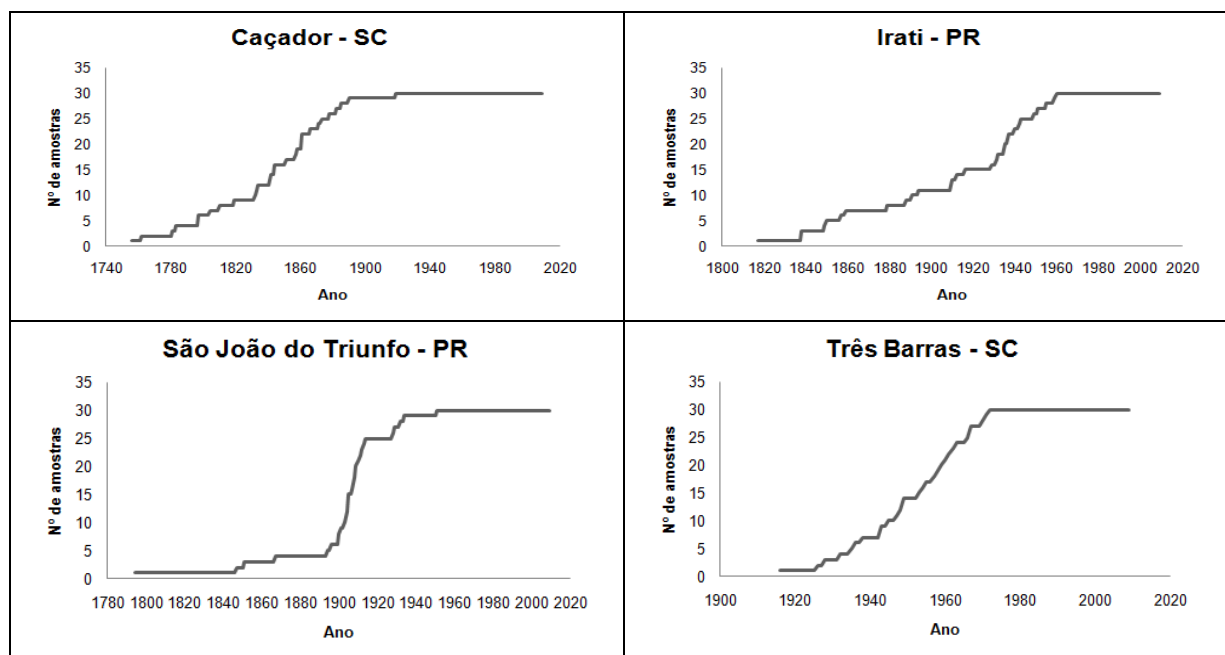 Caçador - SC
Nº de amostras
35
30
25
20
15
10
5
0
1740 1780 1820 1860 1900 1940 1980 2020
Ano
Irati - PR
Nº de amostras
35
30
25
20
15
10
5
0
1800 1820 1840 1860 1880 1900 1920 1940 1960 1980 2000 2020
Ano
São João do Triunfo - PR
Nº de amostras
35
30
25
20
15
10
5
0
1780 1800 1820 1840 1860 1880 1900 1920 1940 1960 1980 2000 2020
Ano
Três Barras - SC
Nº de amostras
35
30
25
20
15
10
5
0
1900 1920 1940 1960 1980 2000 2020
Ano